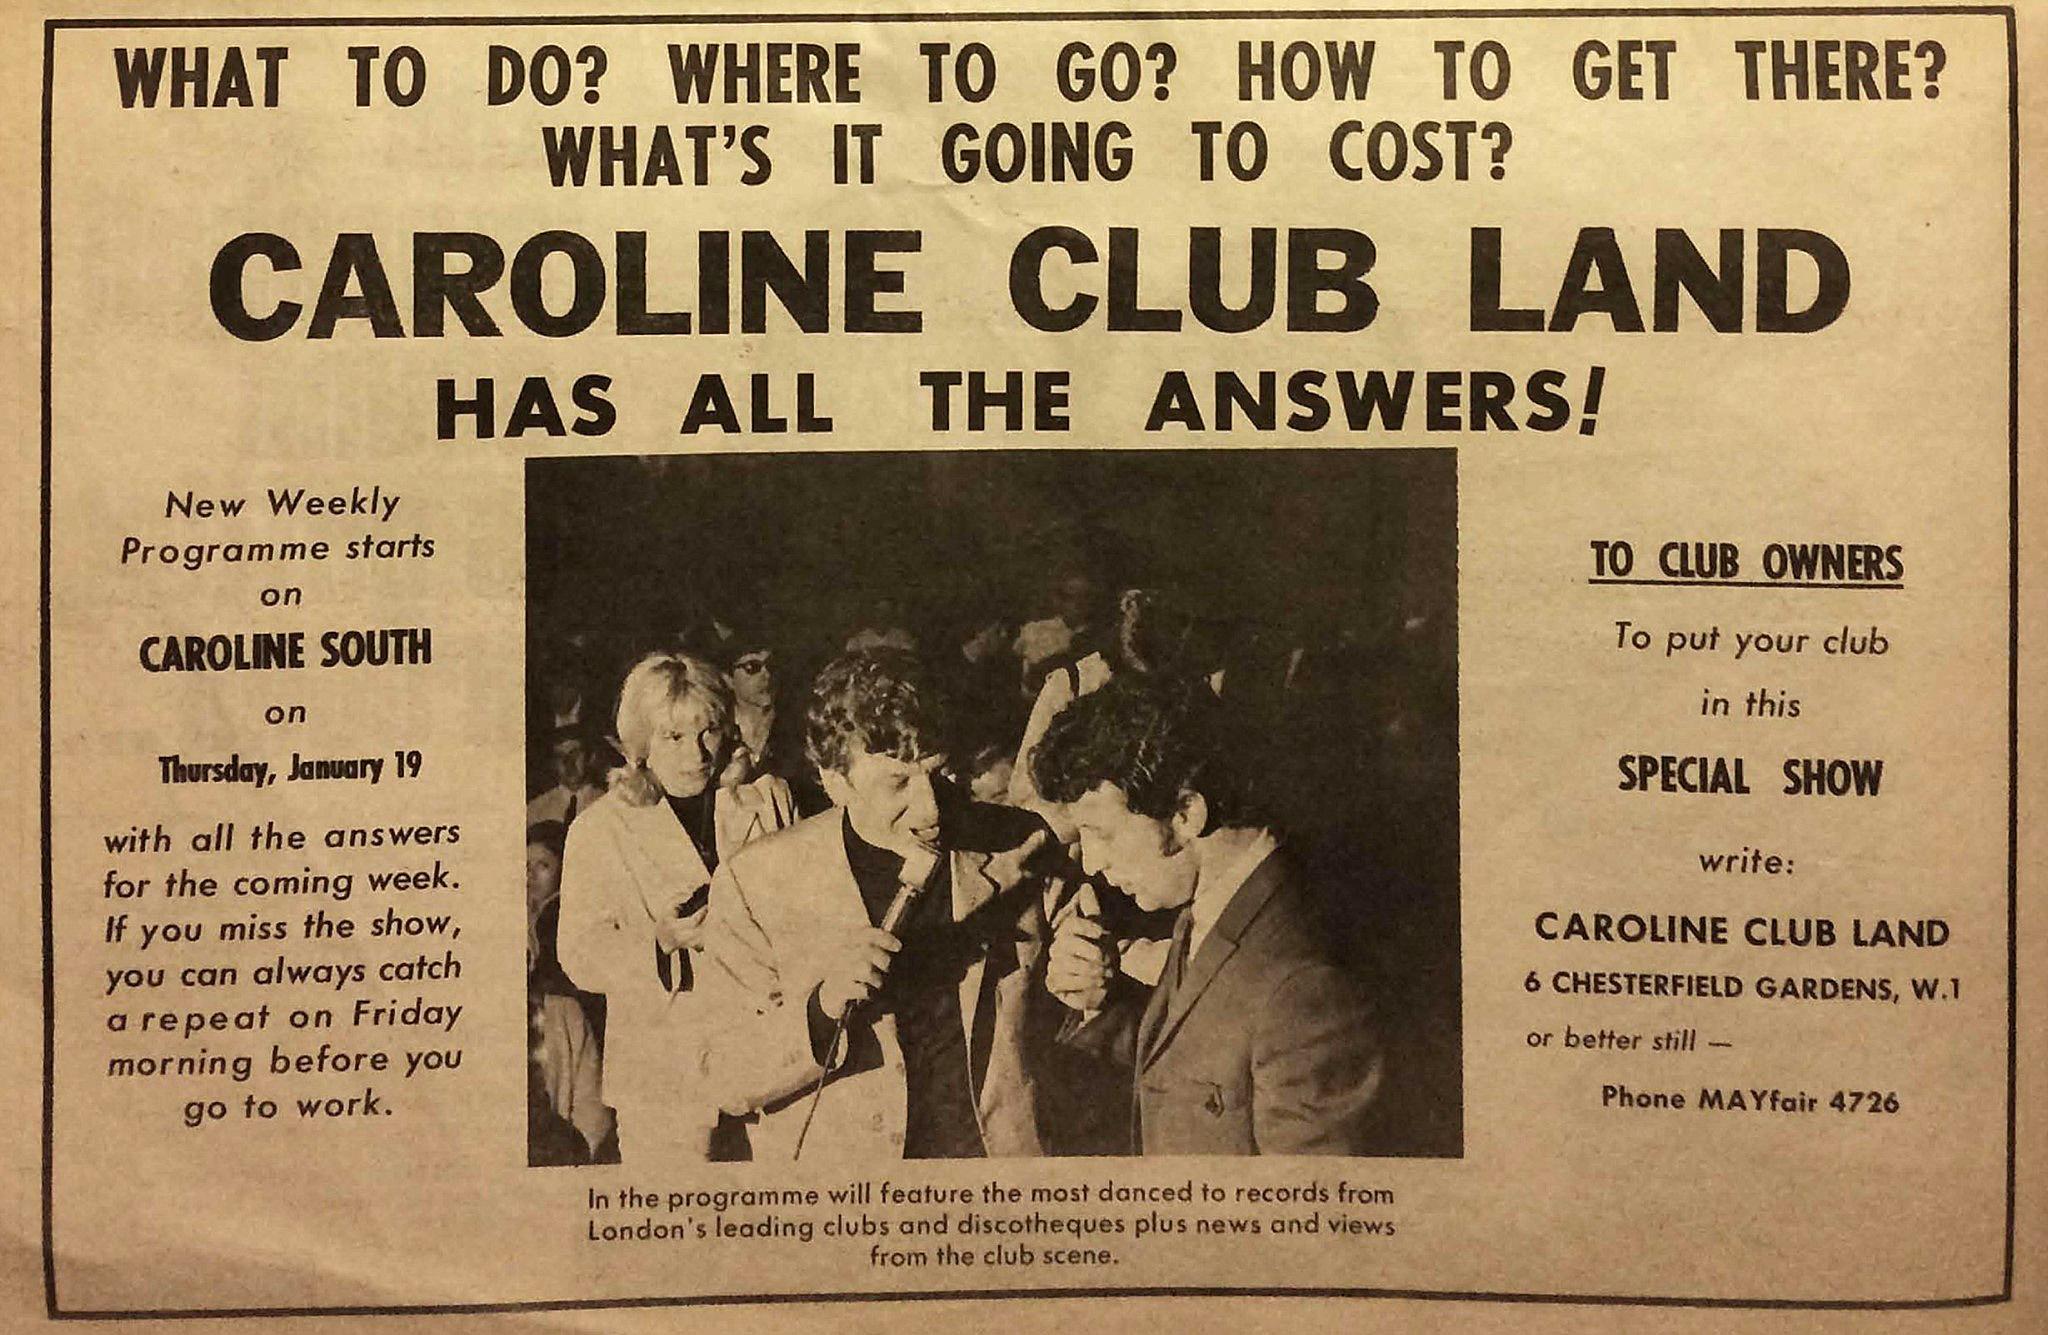 WHAT TO DO? WHERE TO GO? HOW TO GET THERE?
WHAT'S IT GOING TO COST?
CAROLINE CLUB LAND
HAS ALL THE ANSWERS!
New Weekly
Programme starts
on
CAROLINE SOUTH
on
Thursday, January 19
with all the answers
for the coming week.
If you miss the show,
you can always catch
a repeat on Friday
morning before you
go to work.
TO CLUB OWNERS
To put your club
in this
SPECIAL SHOW
write:
CAROLINE CLUB LAND
6 CHESTERFIELD GARDENS, W.1
or better still —
Phone MAYfair 4726
In the programme will feature the most danced to records from
London's leading clubs and discotheques plus news and views
from the club scene.